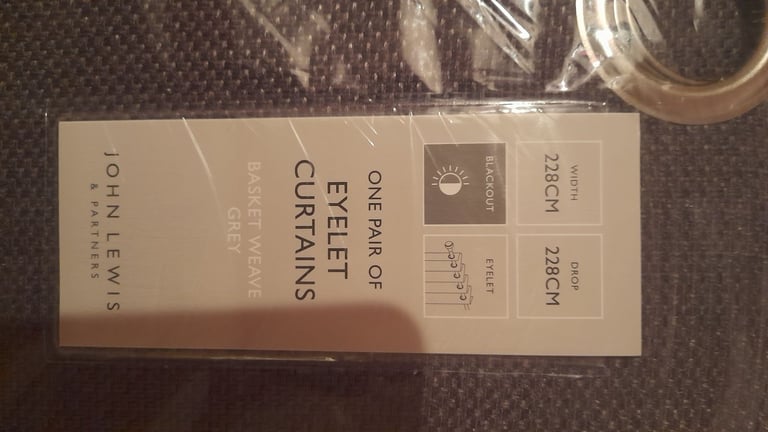 WIDTH
228CM
DROP
228CM
BLACKOUT
EYELET
ONE PAIR OF
EYELET
CURTAINS
BASKET WEAVE
GREY
JOHN LEWIS
& PARTNERS